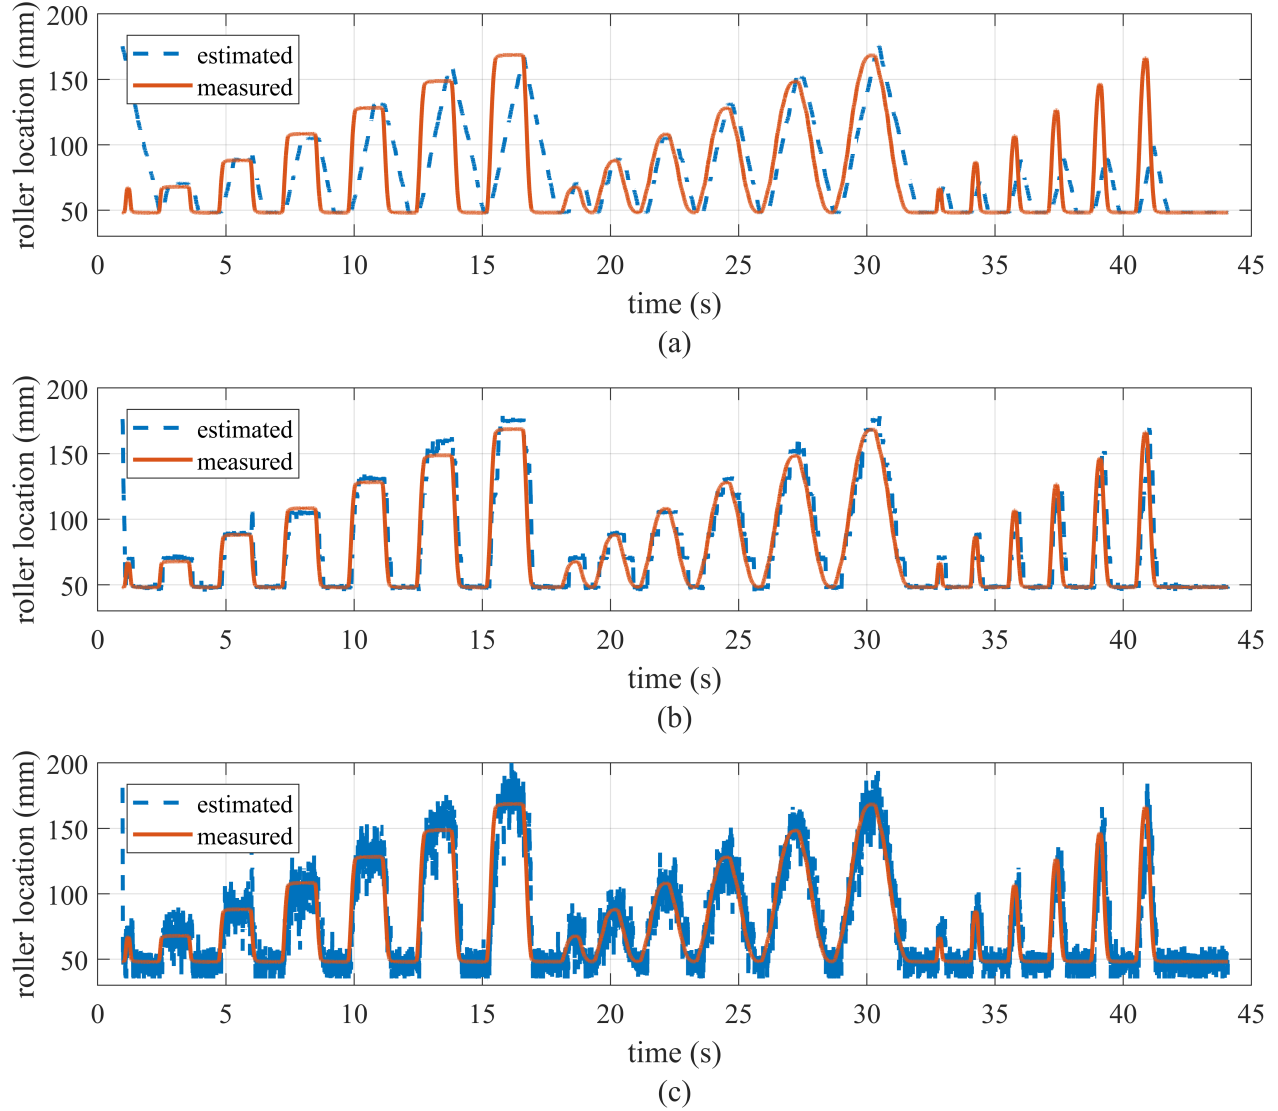 200
150
100
50
roller location (mm)
estimated
measured
0 5 10 15 20 25 30 35 40 45
time (s)
(a)
200
150
100
50
roller location (mm)
estimated
measured
0 5 10 15 20 25 30 35 40 45
time (s)
(b)
200
150
100
50
roller location (mm)
estimated
measured
0 5 10 15 20 25 30 35 40 45
time (s)
(c)